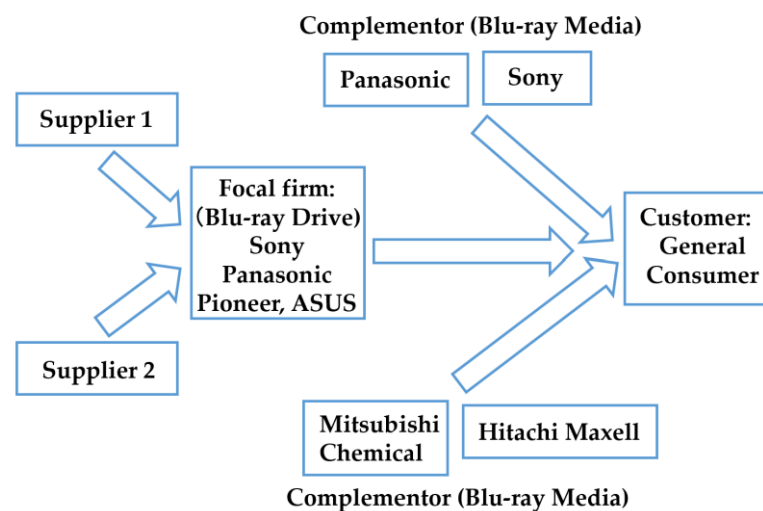 Complementor (Blu-ray Media)
Panasonic
Sony
Supplier 1
Focal firm:
(Blu-ray Drive)
Sony
Panasonic
Pioneer, ASUS
Customer:
General
Consumer
Supplier 2
Mitsubishi
Chemical
Hitachi Maxell
Complementor (Blu-ray Media)